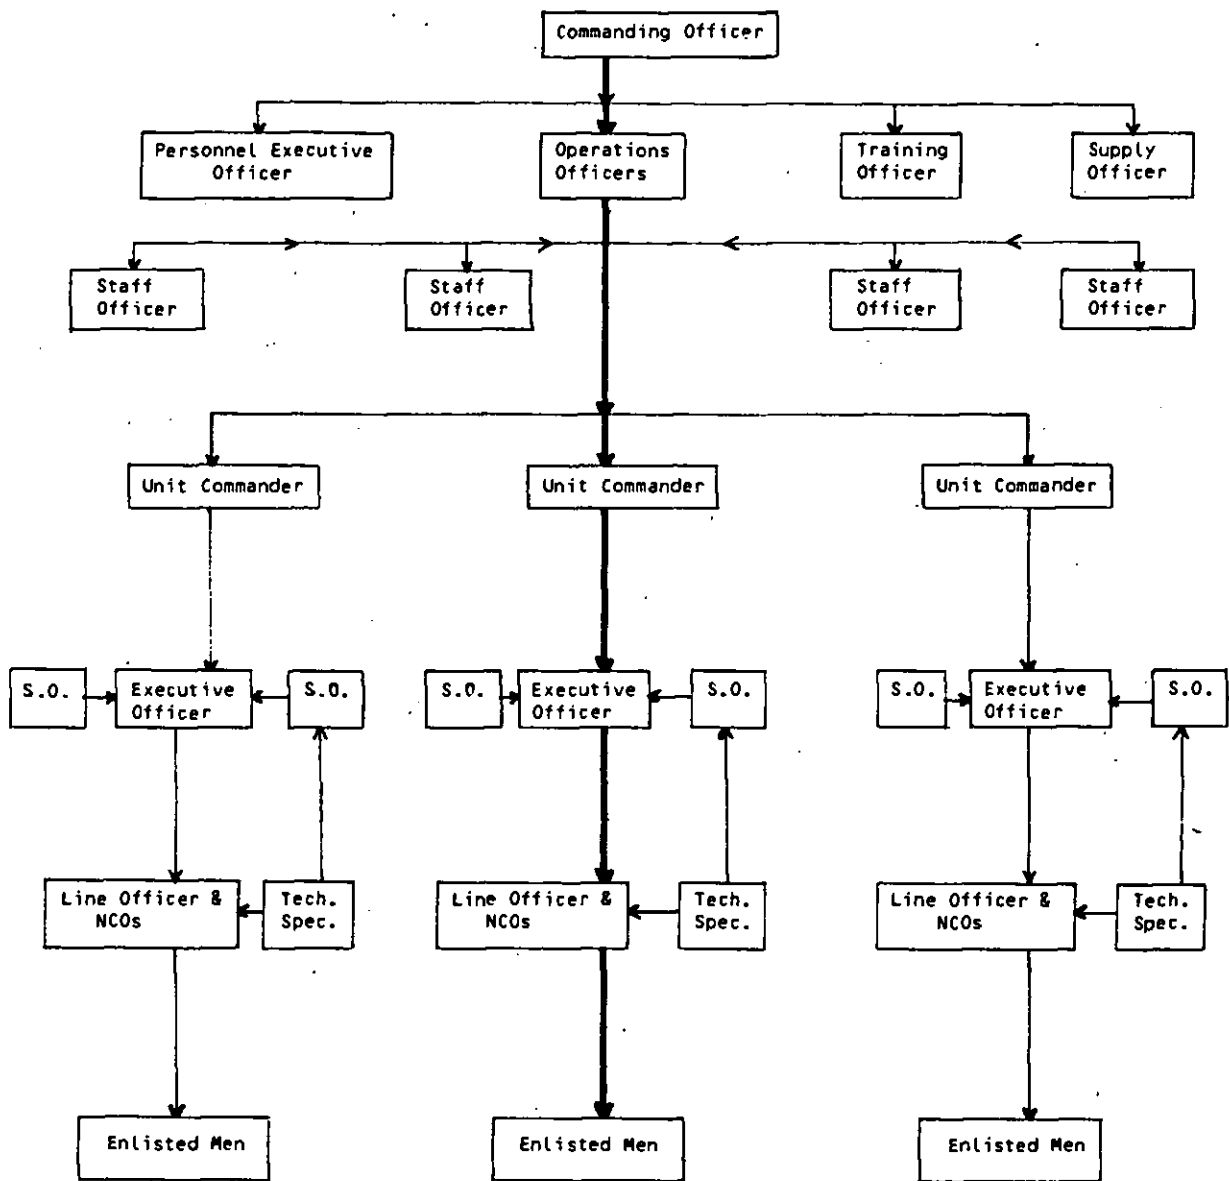 Commanding Officer
Personnel Executive
Officer
Operations
Officers
Training
Officer
Supply
Officer
Staff
Officer
Staff
Officer
Staff
Officer
Staff
Officer
Unit Commander
Unit Commander
Unit Commander
S.O.
Executive
Officer
S.O.
S.O.
Executive
Officer
S.O.
S.O.
Executive
Officer
S.O.
Line Officer &
NCOs
Tech.
Spec.
Line Officer &
NCOs
Tech.
Spec.
Line Officer &
NCOs
Tech.
Spec.
Enlisted Men
Enlisted Men
Enlisted Men